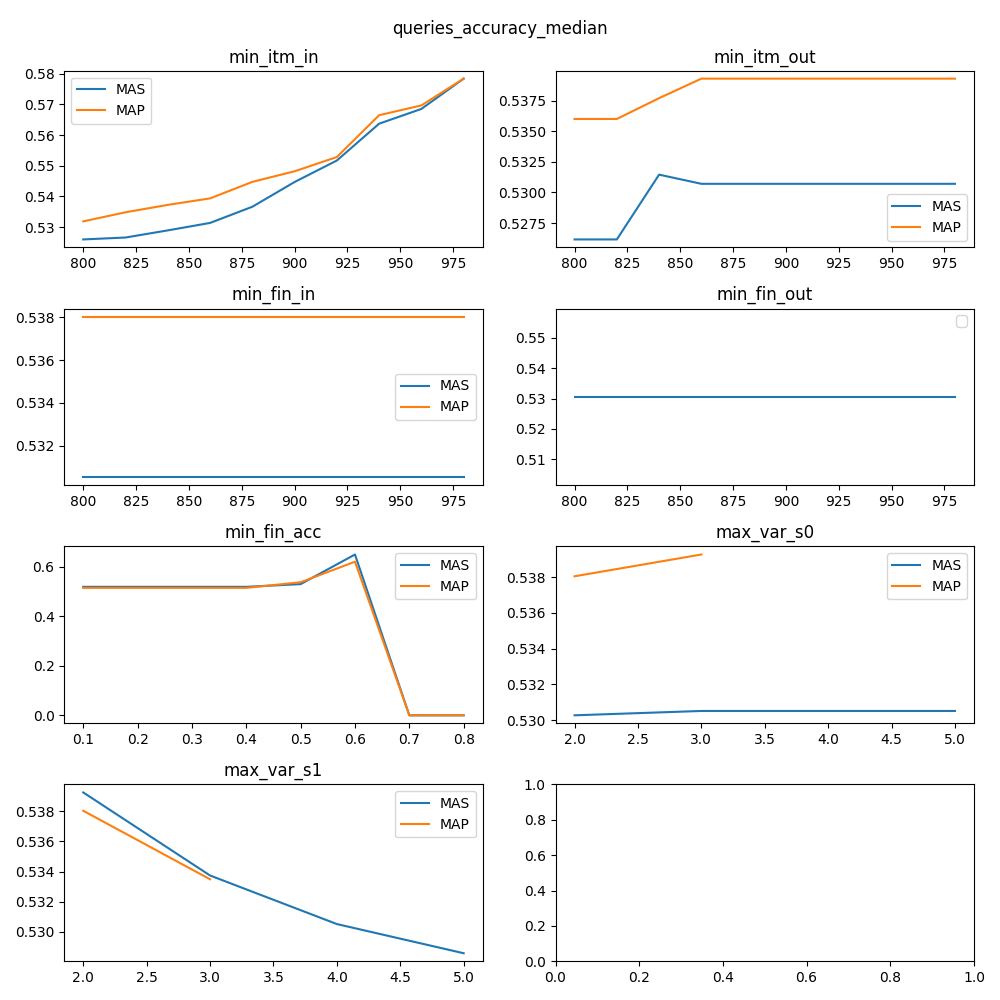 queries_accuracy_median
min_itm_in
0.58
0.57
0.56
0.55
0.54
0.53
MAS
MAP
800 825 850 875 900 925 950 975
min_itm_out
0.5375
0.5350
0.5325
0.5300
0.5275
MAS
MAP
800 825 850 875 900 925 950 975
min_fin_in
0.538
0.536
0.534
0.532
MAS
MAP
800 825 850 875 900 925 950 975
min_fin_out
0.55
0.54
0.53
0.52
0.51
800 825 850 875 900 925 950 975
min_fin_acc
0.6
0.4
0.2
0.0
MAS
MAP
0.1 0.2 0.3 0.4 0.5 0.6 0.7 0.8
max_var_s0
0.538
0.536
0.534
0.532
0.530
MAS
MAP
2.0 2.5 3.0 3.5 4.0 4.5 5.0
max_var_s1
0.538
0.536
0.534
0.532
0.530
MAS
MAP
2.0 2.5 3.0 3.5 4.0 4.5 5.0
1.0
0.8
0.6
0.4
0.2
0.0
0.0 0.2 0.4 0.6 0.8 1.0